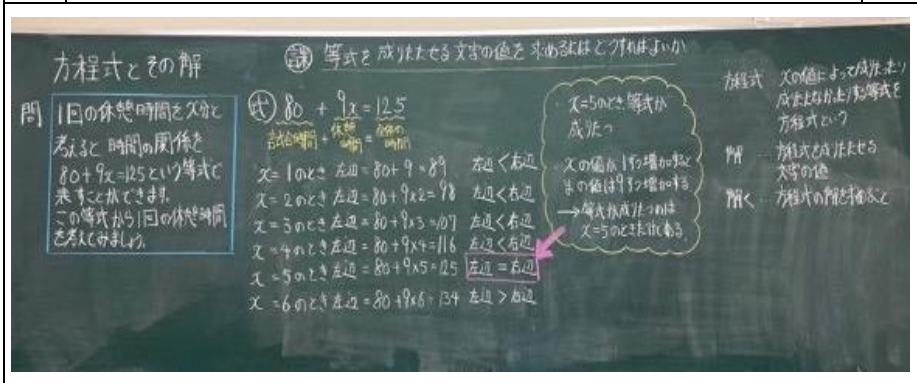 方程式とその解
課 等式を成りたたせる文字の値を求めるにはどうすればよいか
問
1回の休憩時間をx分と
考えると 時間の関係を
80+9x=125という等式で
表すことができます。
この等式から1回の休憩時間
を考えてみましょう。
式 80 + 9x = 125
試合時間 + 休憩時間 = 全体の時間
x=1のとき 左辺=80+9=89 左辺<右辺
x=2のとき 左辺=80+9×2=98 左辺<右辺
x=3のとき 左辺=80+9×3=107 左辺<右辺
x=4のとき 左辺=80+9×4=116 左辺<右辺
x=5のとき 左辺=80+9×5=125 左辺=右辺
x=6のとき 左辺=80+9×6=134 左辺>右辺
x=5のとき 等式が
成りたつ
xの値が1ずつ増加すると
の値は9ずつ増加する
→等式が成りたつのは
x=5のときだけである
方程式 xの値によって成りたったり
成りたたなかったりする等式を
方程式という
解 … 方程式を成りたたせる
文字の値
解く … 方程式の解を求めること